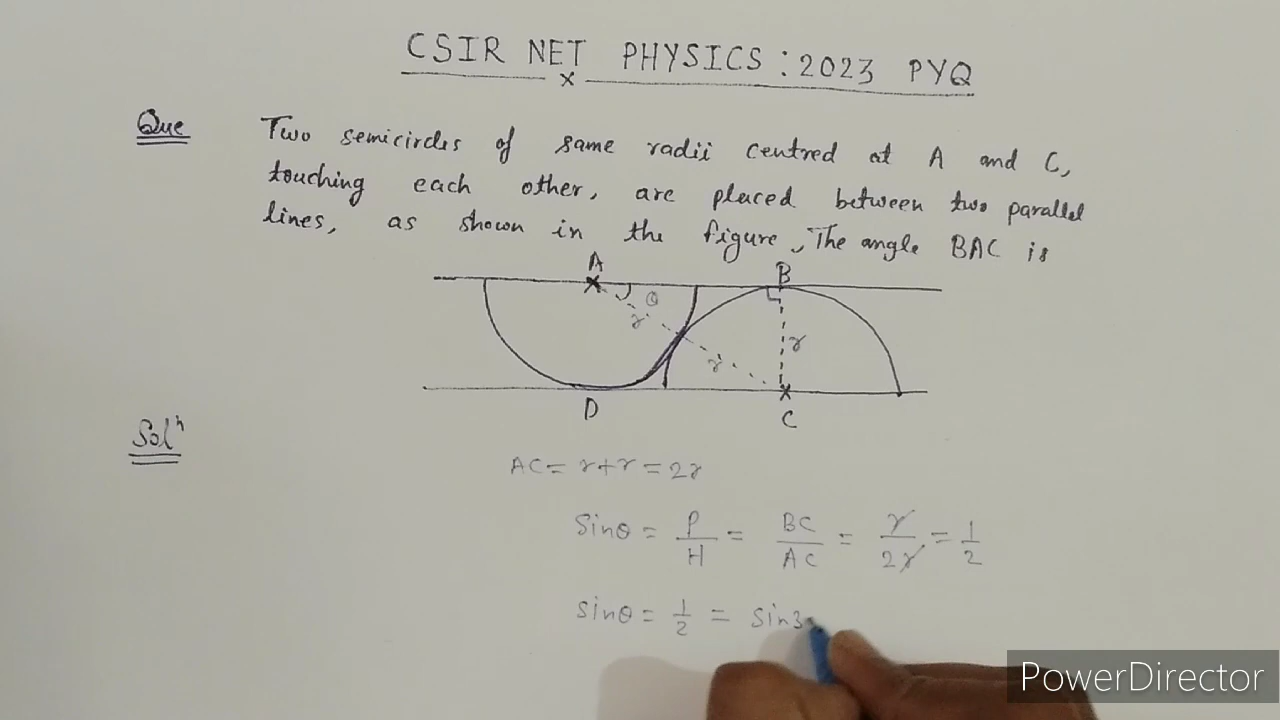 CSIR NET PHYSICS : 2023 PYQ
Que Two semicircles of same radii centred at A and C,
touching each other, are placed between two parallel
lines, as shown in the figure, The angle BAC is
A B
θ
r r r
D C
Solⁿ
AC = r+r = 2r
Sinθ = P/H = BC/AC = r/2r = 1/2
sinθ = 1/2 = Sin3
PowerDirector